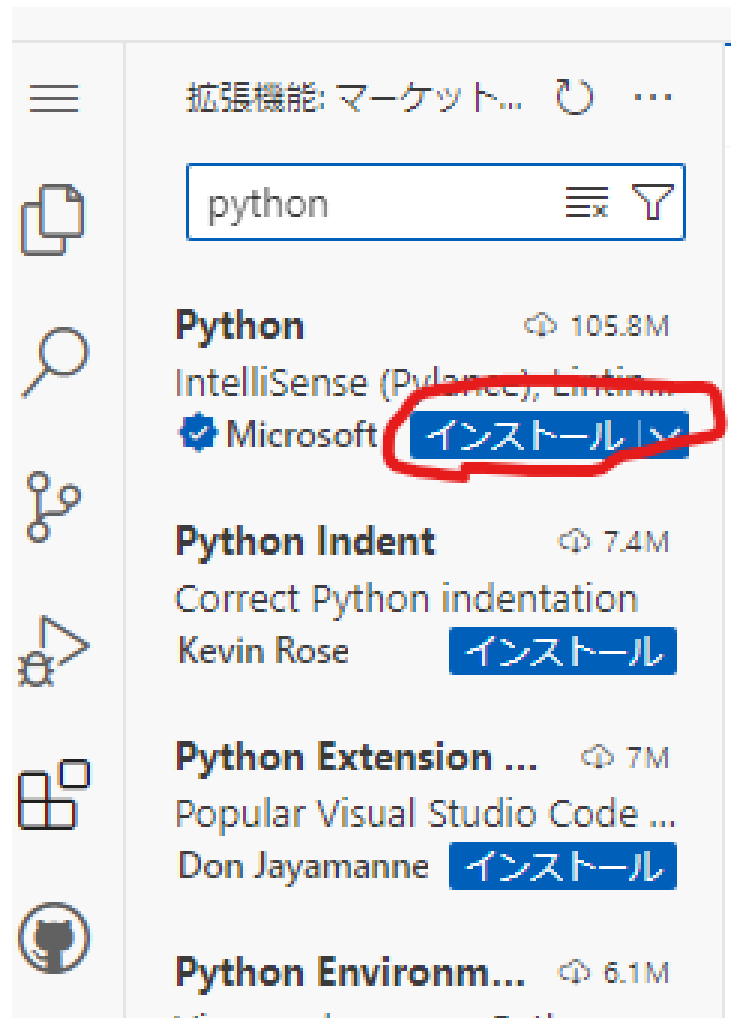 拡張機能: マーケット...
python
Python 105.8M
IntelliSense (Pylance), Lintin...
Microsoft インストール
Python Indent 7.4M
Correct Python indentation
Kevin Rose インストール
Python Extension ... 7M
Popular Visual Studio Code ...
Don Jayamanne インストール
Python Environm... 6.1M